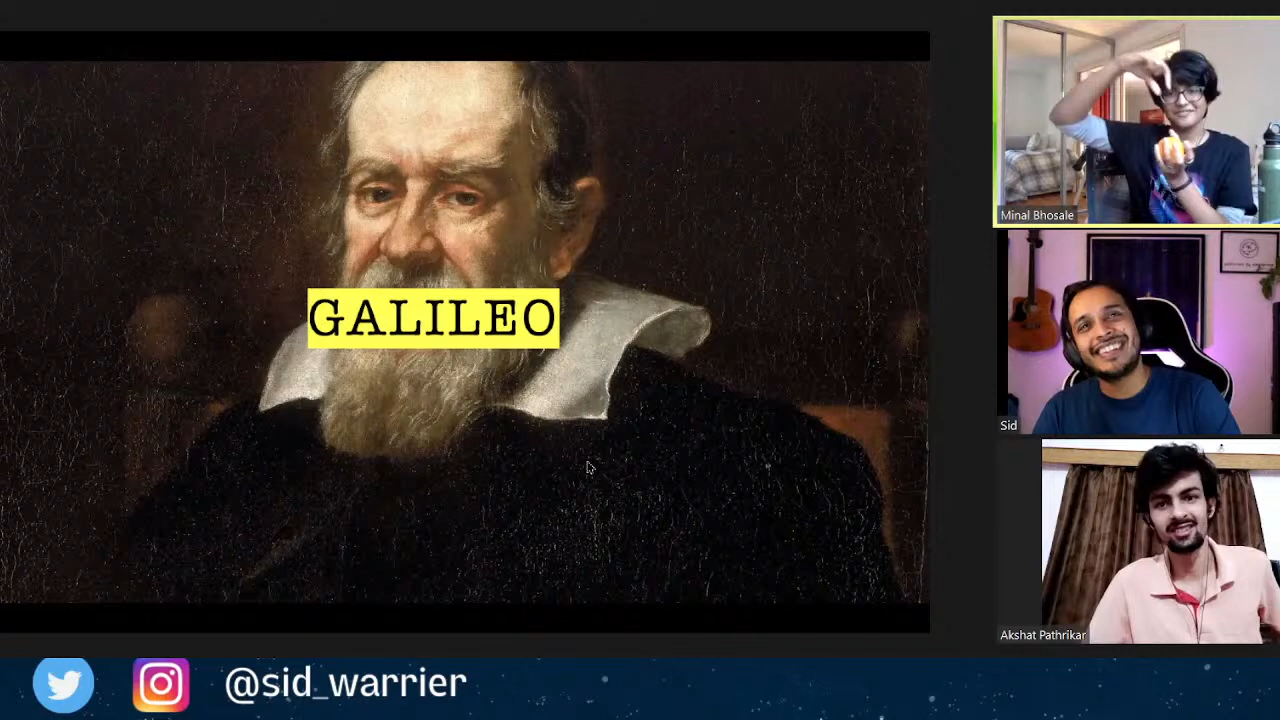 GALILEO
Minal Bhosale
Sid
Akshat Pathrikar
@sid_warrier